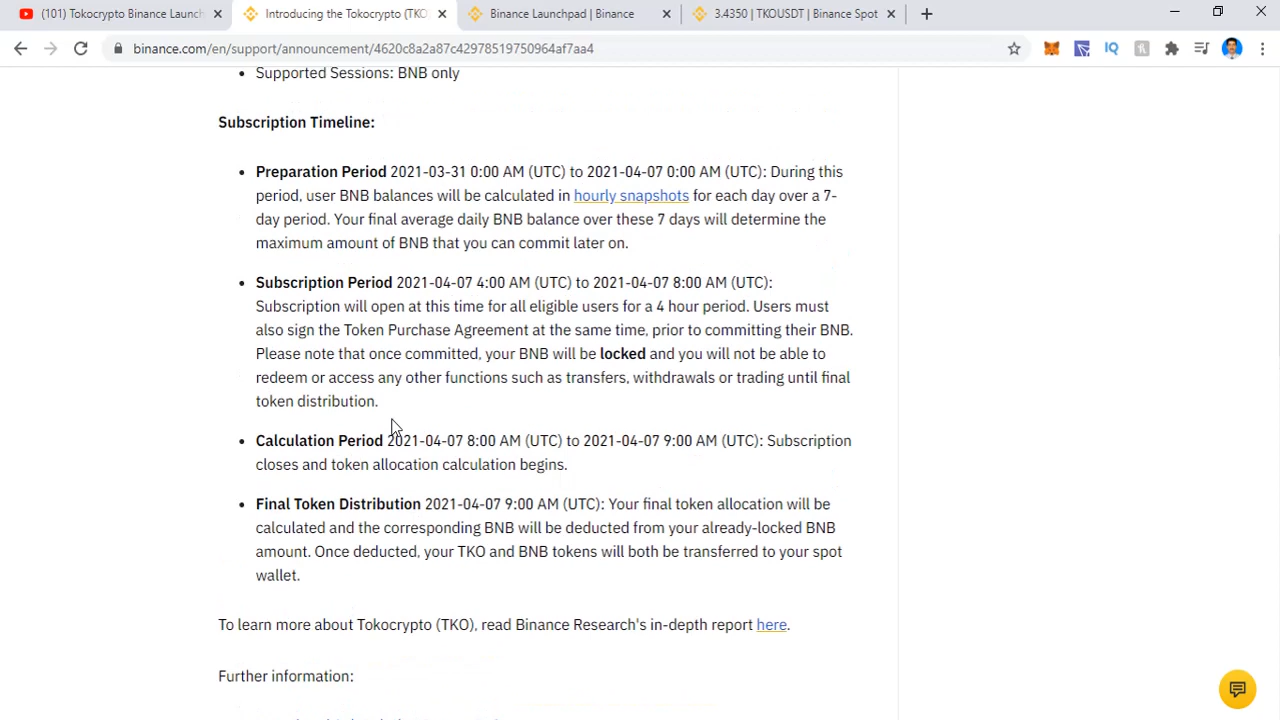 (101) Tokocrypto Binance Launch
Introducing the Tokocrypto (TKO
Binance Launchpad | Binance
3.4350 | TKOUSDT | Binance Spot
binance.com/en/support/announcement/4620c8a2a87c42978519750964af7aa4
IQ
Supported Sessions: BNB only
Subscription Timeline:
Preparation Period 2021-03-31 0:00 AM (UTC) to 2021-04-07 0:00 AM (UTC): During this
period, user BNB balances will be calculated in hourly snapshots for each day over a 7-
day period. Your final average daily BNB balance over these 7 days will determine the
maximum amount of BNB that you can commit later on.
Subscription Period 2021-04-07 4:00 AM (UTC) to 2021-04-07 8:00 AM (UTC):
Subscription will open at this time for all eligible users for a 4 hour period. Users must
also sign the Token Purchase Agreement at the same time, prior to committing their BNB.
Please note that once committed, your BNB will be locked and you will not be able to
redeem or access any other functions such as transfers, withdrawals or trading until final
token distribution.
Calculation Period 2021-04-07 8:00 AM (UTC) to 2021-04-07 9:00 AM (UTC): Subscription
closes and token allocation calculation begins.
Final Token Distribution 2021-04-07 9:00 AM (UTC): Your final token allocation will be
calculated and the corresponding BNB will be deducted from your already-locked BNB
amount. Once deducted, your TKO and BNB tokens will both be transferred to your spot
wallet.
To learn more about Tokocrypto (TKO), read Binance Research's in-depth report here.
Further information: